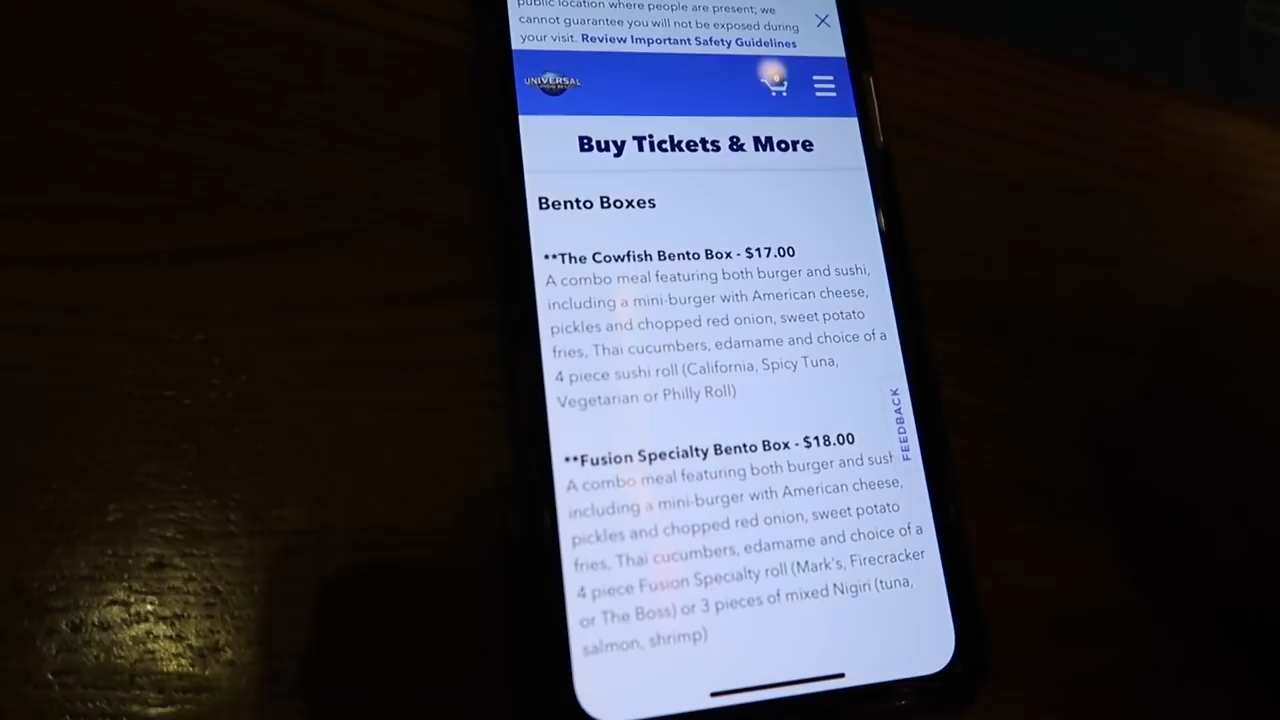 public location where people are present; we
cannot guarantee you will not be exposed during
your visit. Review Important Safety Guidelines
UNIVERSAL
0
Buy Tickets & More
Bento Boxes
**The Cowfish Bento Box - $17.00
A combo meal featuring both burger and sushi,
including a mini-burger with American cheese,
pickles and chopped red onion, sweet potato
fries, Thai cucumbers, edamame and choice of a
4 piece sushi roll (California, Spicy Tuna,
Vegetarian or Philly Roll)
FEEDBACK
**Fusion Specialty Bento Box - $18.00
A combo meal featuring both burger and sush
including a mini-burger with American cheese,
pickles and chopped red onion, sweet potato
fries, Thai cucumbers, edamame and choice of a
4 piece Fusion Specialty roll (Mark's, Firecracker
or The Boss) or 3 pieces of mixed Nigiri (tuna,
salmon, shrimp)